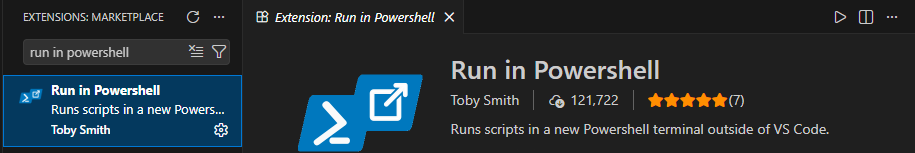 EXTENSIONS: MARKETPLACE
run in powershell
Run in Powershell
Runs scripts in a new Powers...
Toby Smith
Extension: Run in Powershell
Run in Powershell
Toby Smith 121,722 (7)
Runs scripts in a new Powershell terminal outside of VS Code.